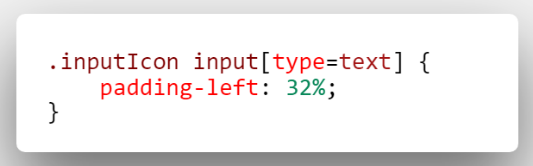 .inputIcon input[type=text] {
    padding-left: 32%;
}